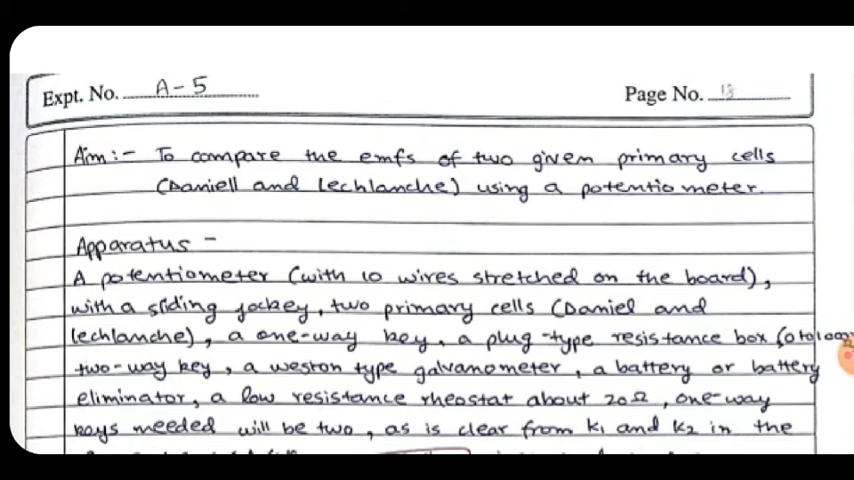 Expt. No. A-5
Page No.
Aim:- To compare the emfs of two given primary cells
(Daniell and lechlanche) using a potentiometer.
Apparatus -
A potentiometer (with 10 wires stretched on the board),
with a sliding jockey, two primary cells (Daniel and
lechlanche), a one-way key, a plug-type resistance box (0 to
two-way key, a weston type galvanometer, a battery or battery
eliminator, a low resistance rheostat about 20Ω, one-way
keys needed will be two, as is clear from k1 and k2 in the